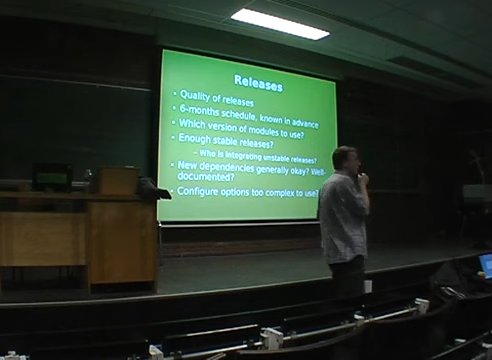 Releases
• Quality of releases
• 6-months schedule, known in advance
• Which version of modules to use?
• Enough stable releases?
– Who is integrating unstable releases?
• New dependencies generally okay? Well-
documented?
• Configure options too complex to use?